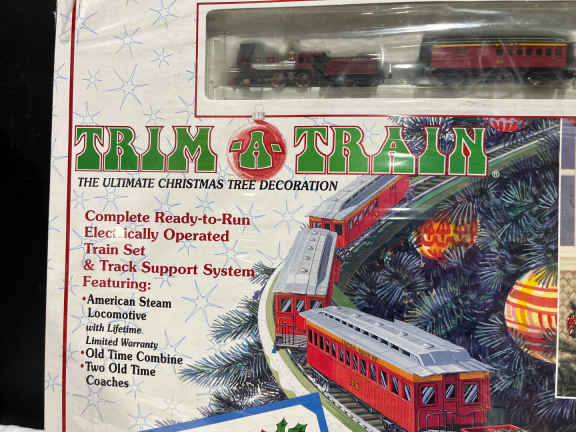 TRIM-A-TRAIN®
THE ULTIMATE CHRISTMAS TREE DECORATION
Complete Ready-to-Run
Electrically Operated
Train Set
& Track Support System
Featuring:
•American Steam
Locomotive
with Lifetime
Limited Warranty
•Old Time Combine
•Two Old Time
Coaches